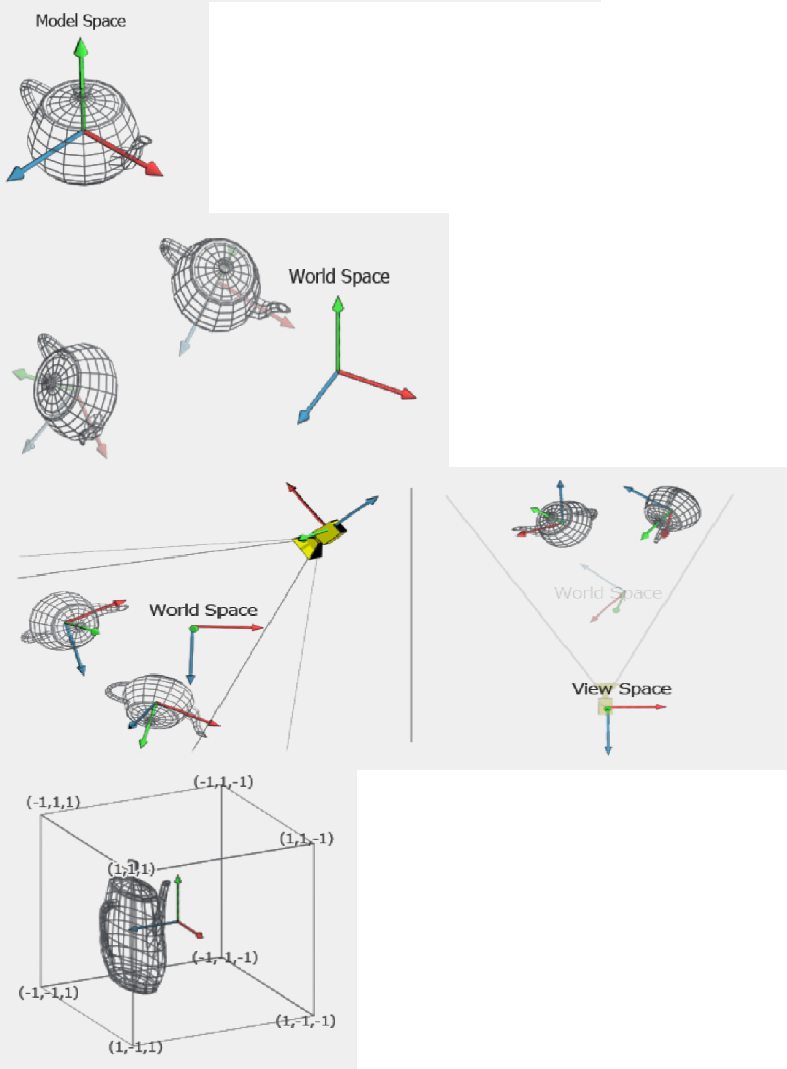 Model Space
World Space
World Space
World Space
View Space
(-1,1,-1)
(-1,1,1)
(1,1,-1)
(1,1,1)
(-1,-1,-1)
(-1,-1,1)
(1,-1,-1)
(1,-1,1)